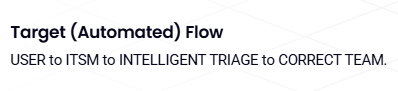 Target (Automated) Flow
USER to ITSM to INTELLIGENT TRIAGE to CORRECT TEAM.